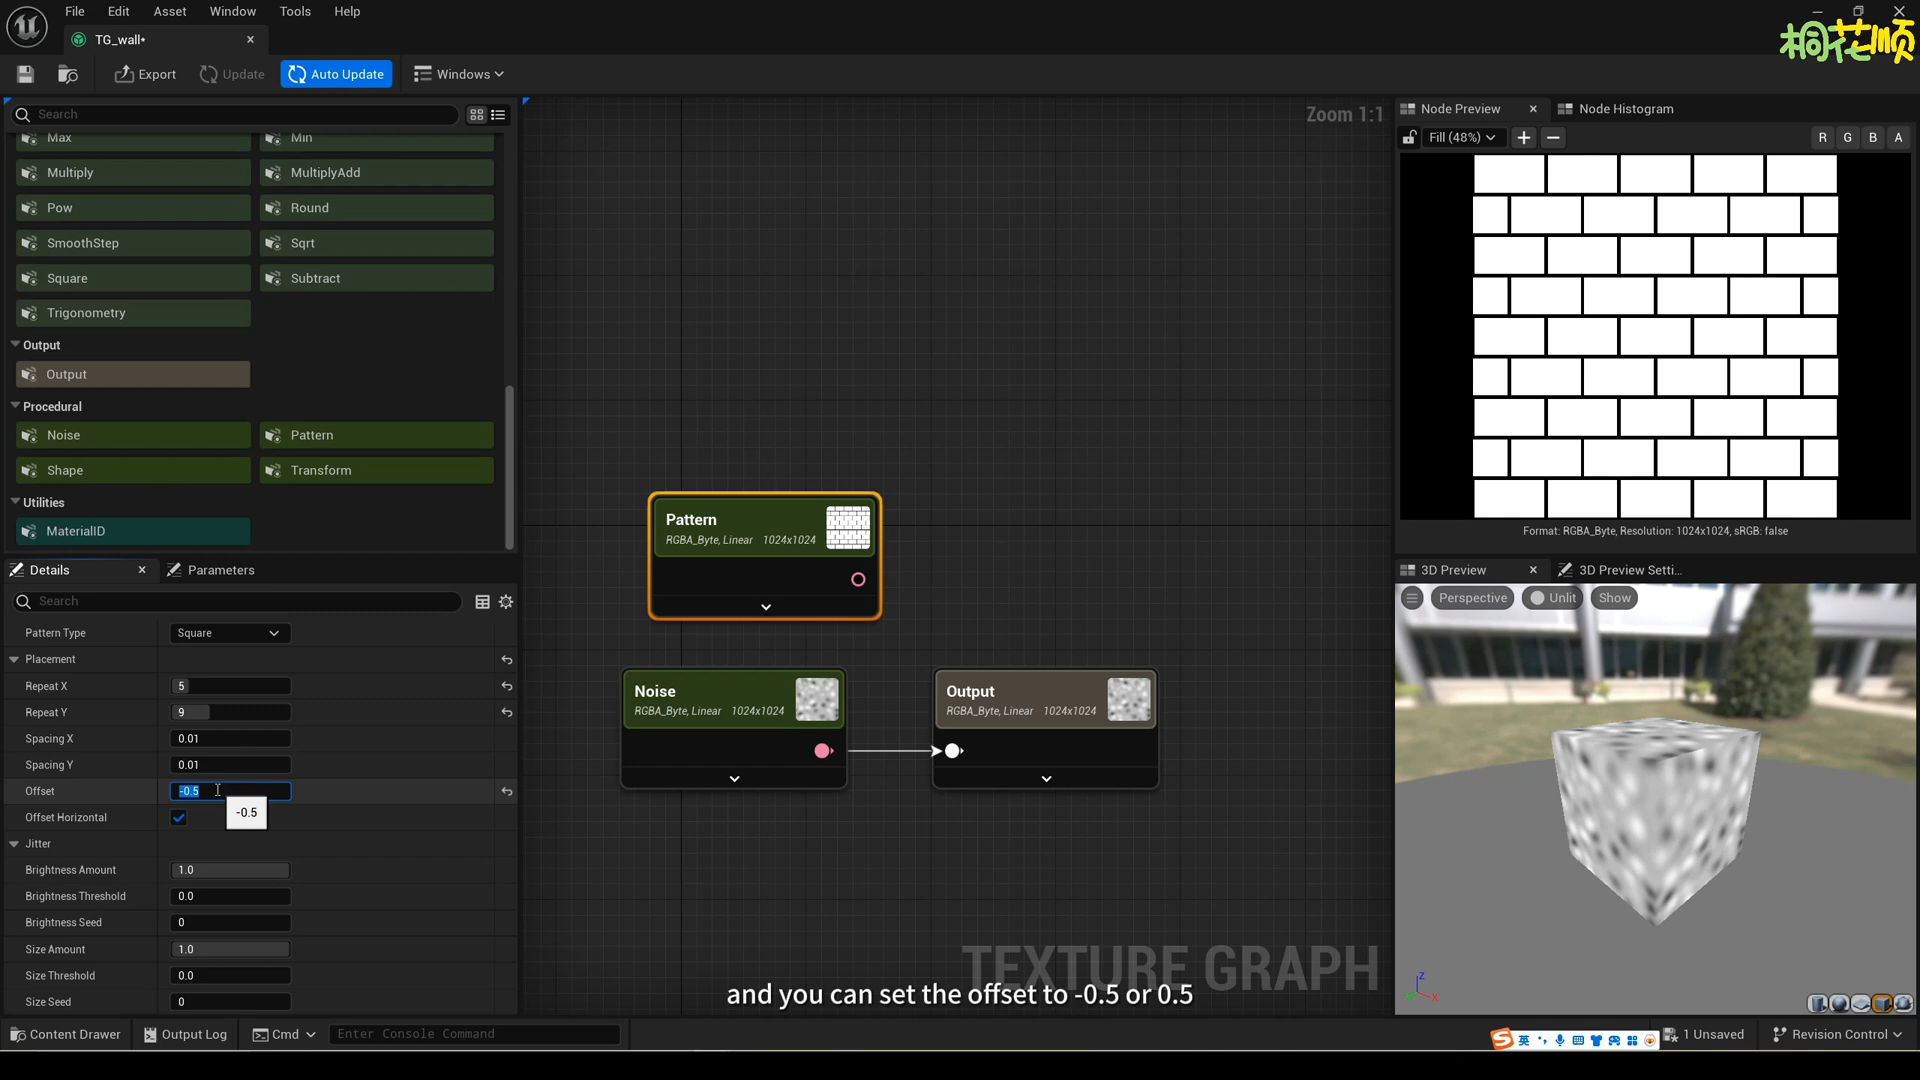 File Edit Asset Window Tools Help
桐花顺
TG_wall•
Export Update Auto Update Windows
Search
Max Min
Multiply MultiplyAdd
Pow Round
SmoothStep Sqrt
Square Subtract
Trigonometry
Output
Output
Procedural
Noise Pattern
Shape Transform
Utilities
MaterialID
Details Parameters
Search
Pattern Type Square
Placement
Repeat X 5
Repeat Y 9
Spacing X 0.01
Spacing Y 0.01
Offset -0.5
-0.5
Offset Horizontal
Jitter
Brightness Amount 1.0
Brightness Threshold 0.0
Brightness Seed 0
Size Amount 1.0
Size Threshold 0.0
Size Seed 0
Zoom 1:1
Pattern
RGBA_Byte, Linear 1024x1024
Noise
RGBA_Byte, Linear 1024x1024
Output
RGBA_Byte, Linear 1024x1024
TEXTURE GRAPH
and you can set the offset to -0.5 or 0.5
Node Preview Node Histogram
Fill (48%) R G B A
Format: RGBA_Byte, Resolution: 1024x1024, sRGB: false
3D Preview 3D Preview Setti...
Perspective Unlit Show
Z
X
Content Drawer Output Log Cmd Enter Console Command
S 英 1 Unsaved Revision Control